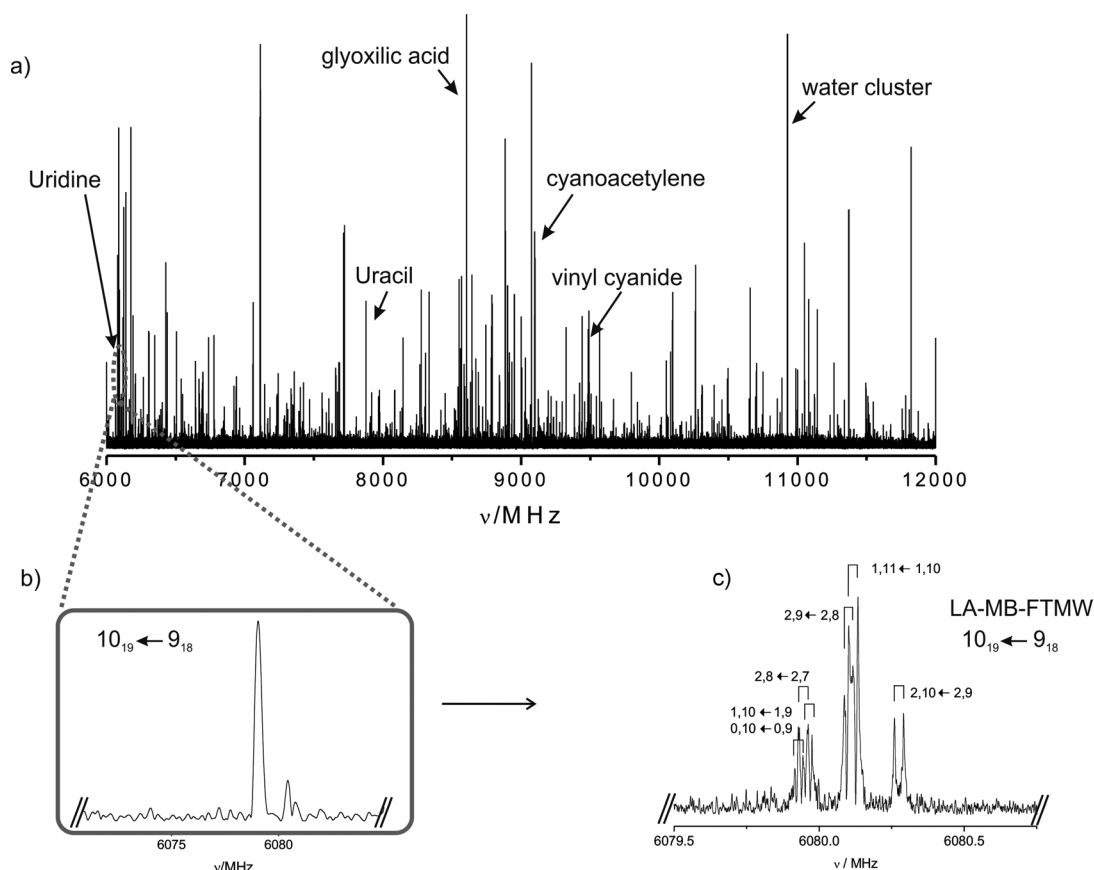 a)
glyoxilic acid
water cluster
Uridine
cyanoacetylene
Uracil
vinyl cyanide
6000 7000 8000 9000 10000 11000 12000
ν/MHz
b)
10₁₉ ← 9₁₈
6075 6080
ν/MHz
c)
1,11 ← 1,10
LA-MB-FTMW
10₁₉ ← 9₁₈
2,9 ← 2,8
2,8 ← 2,7
2,10 ← 2,9
1,10 ← 1,9
0,10 ← 0,9
6079.5 6080.0 6080.5
ν / MHz